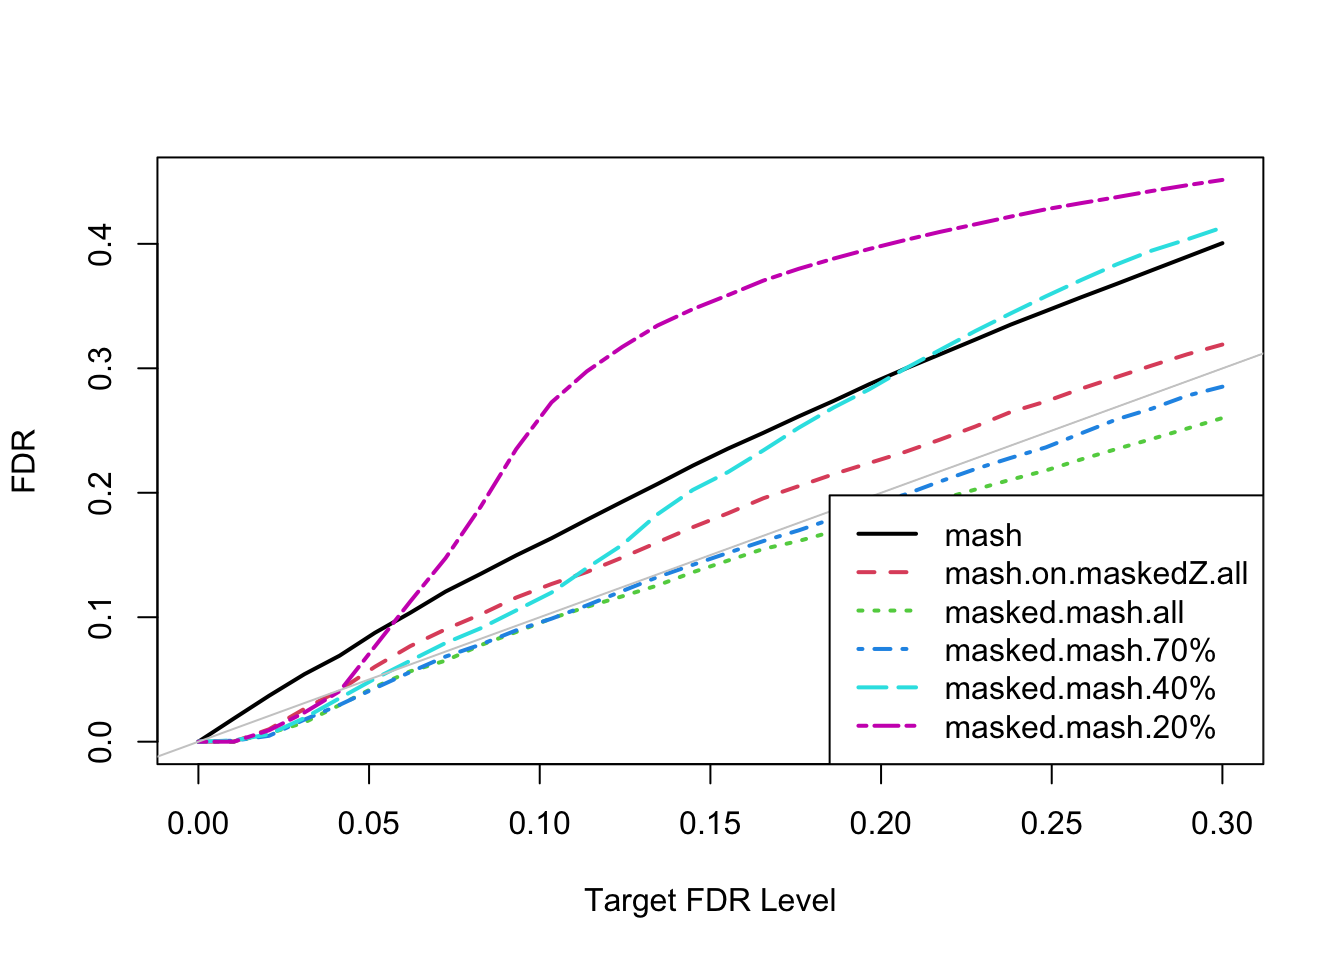 FDR
0.4
0.3
0.2
0.1
0.0
mash
mash.on.maskedZ.all
masked.mash.all
masked.mash.70%
masked.mash.40%
masked.mash.20%
0.00 0.05 0.10 0.15 0.20 0.25 0.30
Target FDR Level